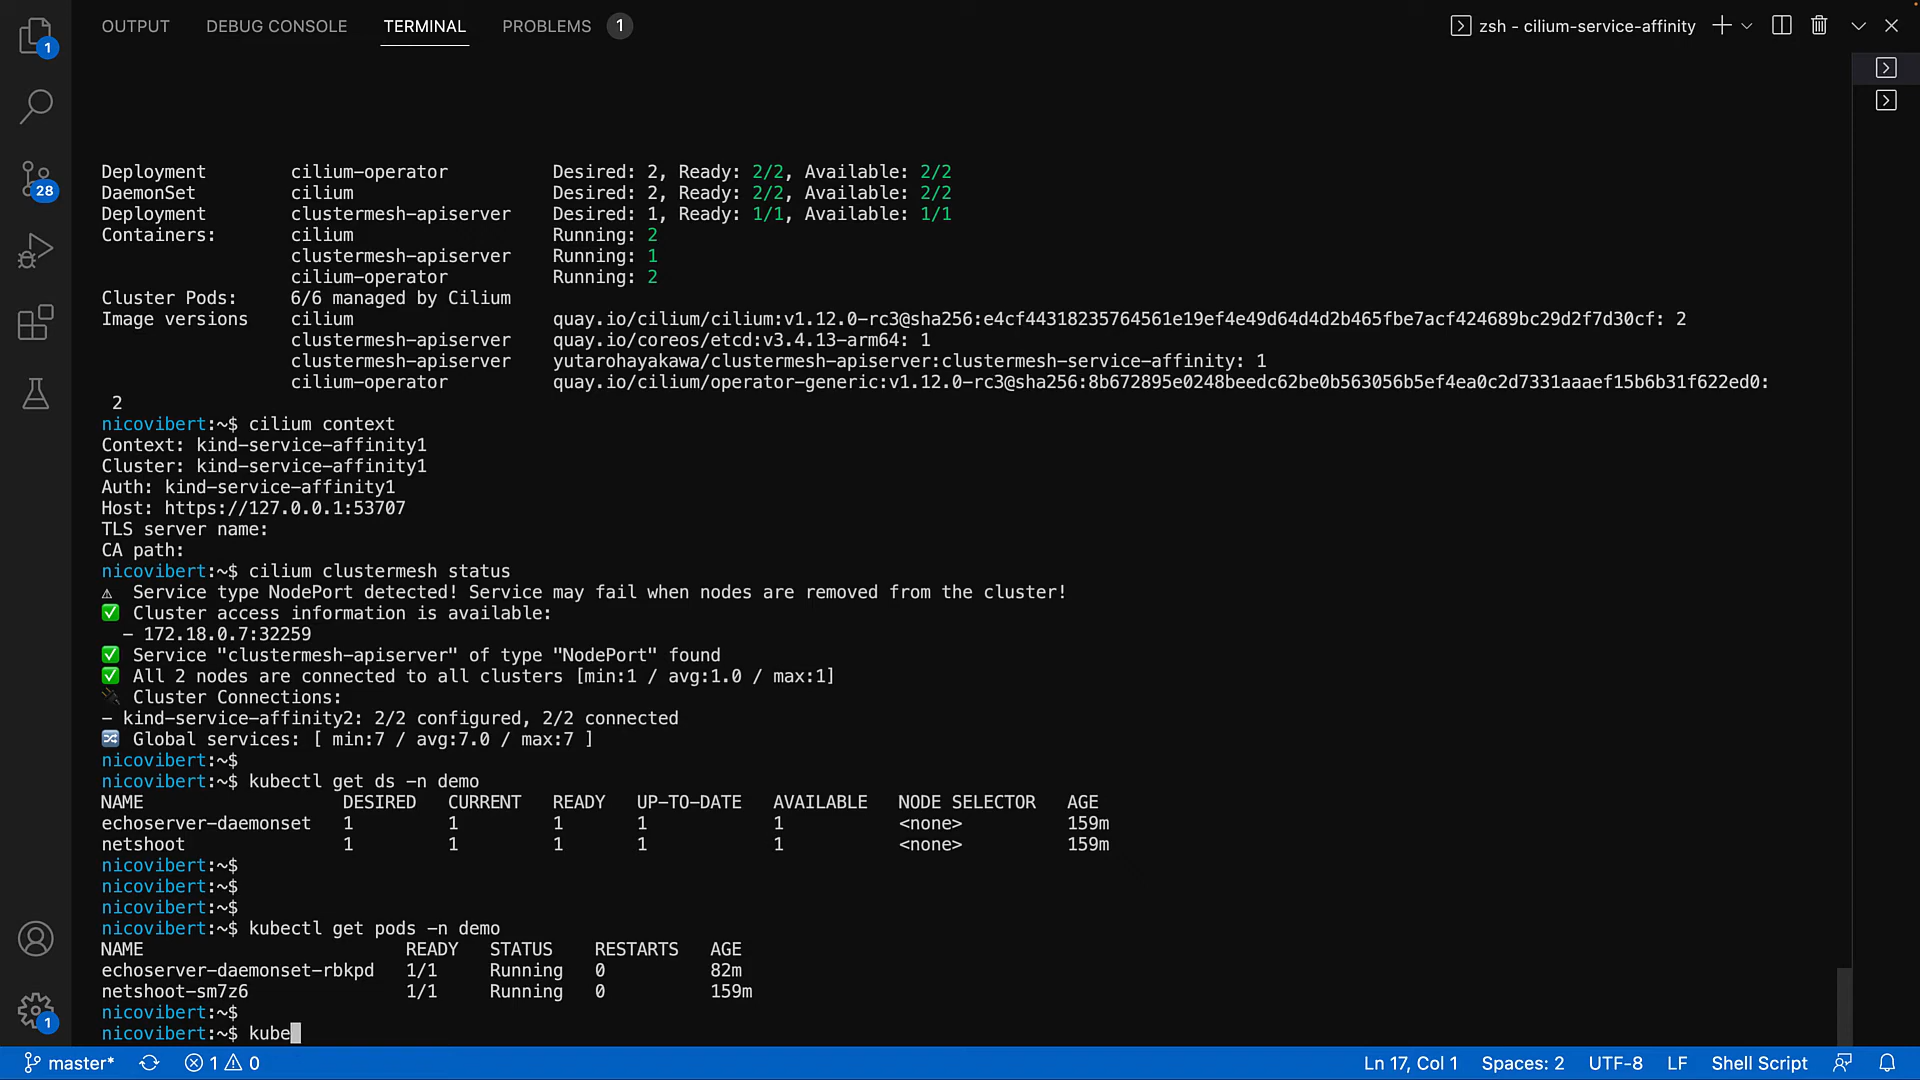 OUTPUT DEBUG CONSOLE TERMINAL PROBLEMS 1 zsh - cilium-service-affinity
1
28
Deployment cilium-operator Desired: 2, Ready: 2/2, Available: 2/2
DaemonSet cilium Desired: 2, Ready: 2/2, Available: 2/2
Deployment clustermesh-apiserver Desired: 1, Ready: 1/1, Available: 1/1
Containers: cilium Running: 2
clustermesh-apiserver Running: 1
cilium-operator Running: 2
Cluster Pods: 6/6 managed by Cilium
Image versions cilium quay.io/cilium/cilium:v1.12.0-rc3@sha256:e4cf44318235764561e19ef4e49d64d4d2b465fbe7acf424689bc29d2f7d30cf: 2
clustermesh-apiserver quay.io/coreos/etcd:v3.4.13-arm64: 1
clustermesh-apiserver yutarohayakawa/clustermesh-apiserver:clustermesh-service-affinity: 1
cilium-operator quay.io/cilium/operator-generic:v1.12.0-rc3@sha256:8b672895e0248beedc62be0b563056b5ef4ea0c2d7331aaaef15b6b31f622ed0:
2
nicovibert:~$ cilium context
Context: kind-service-affinity1
Cluster: kind-service-affinity1
Auth: kind-service-affinity1
Host: https://127.0.0.1:53707
TLS server name:
CA path:
nicovibert:~$ cilium clustermesh status
⚠ Service type NodePort detected! Service may fail when nodes are removed from the cluster!
✅ Cluster access information is available:
- 172.18.0.7:32259
✅ Service "clustermesh-apiserver" of type "NodePort" found
✅ All 2 nodes are connected to all clusters [min:1 / avg:1.0 / max:1]
🔌 Cluster Connections:
- kind-service-affinity2: 2/2 configured, 2/2 connected
🔀 Global services: [ min:7 / avg:7.0 / max:7 ]
nicovibert:~$
nicovibert:~$ kubectl get ds -n demo
NAME DESIRED CURRENT READY UP-TO-DATE AVAILABLE NODE SELECTOR AGE
echoserver-daemonset 1 1 1 1 1 <none> 159m
netshoot 1 1 1 1 1 <none> 159m
nicovibert:~$
nicovibert:~$
nicovibert:~$
nicovibert:~$ kubectl get pods -n demo
NAME READY STATUS RESTARTS AGE
echoserver-daemonset-rbkpd 1/1 Running 0 82m
netshoot-sm7z6 1/1 Running 0 159m
nicovibert:~$
nicovibert:~$ kube
1
master* 1 0 Ln 17, Col 1 Spaces: 2 UTF-8 LF Shell Script